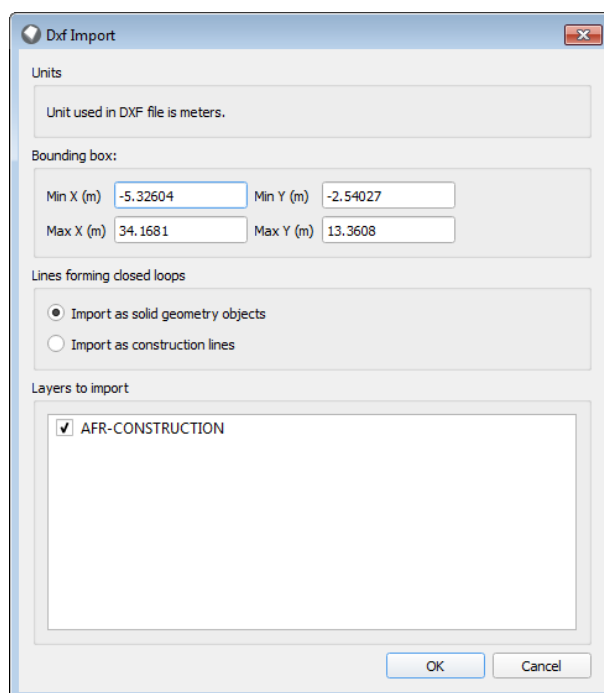 Dxf Import
Units
Unit used in DXF file is meters.
Bounding box:
Min X (m) -5.32604 Min Y (m) -2.54027
Max X (m) 34.1681 Max Y (m) 13.3608
Lines forming closed loops
Import as solid geometry objects
Import as construction lines
Layers to import
AFR-CONSTRUCTION
OK Cancel